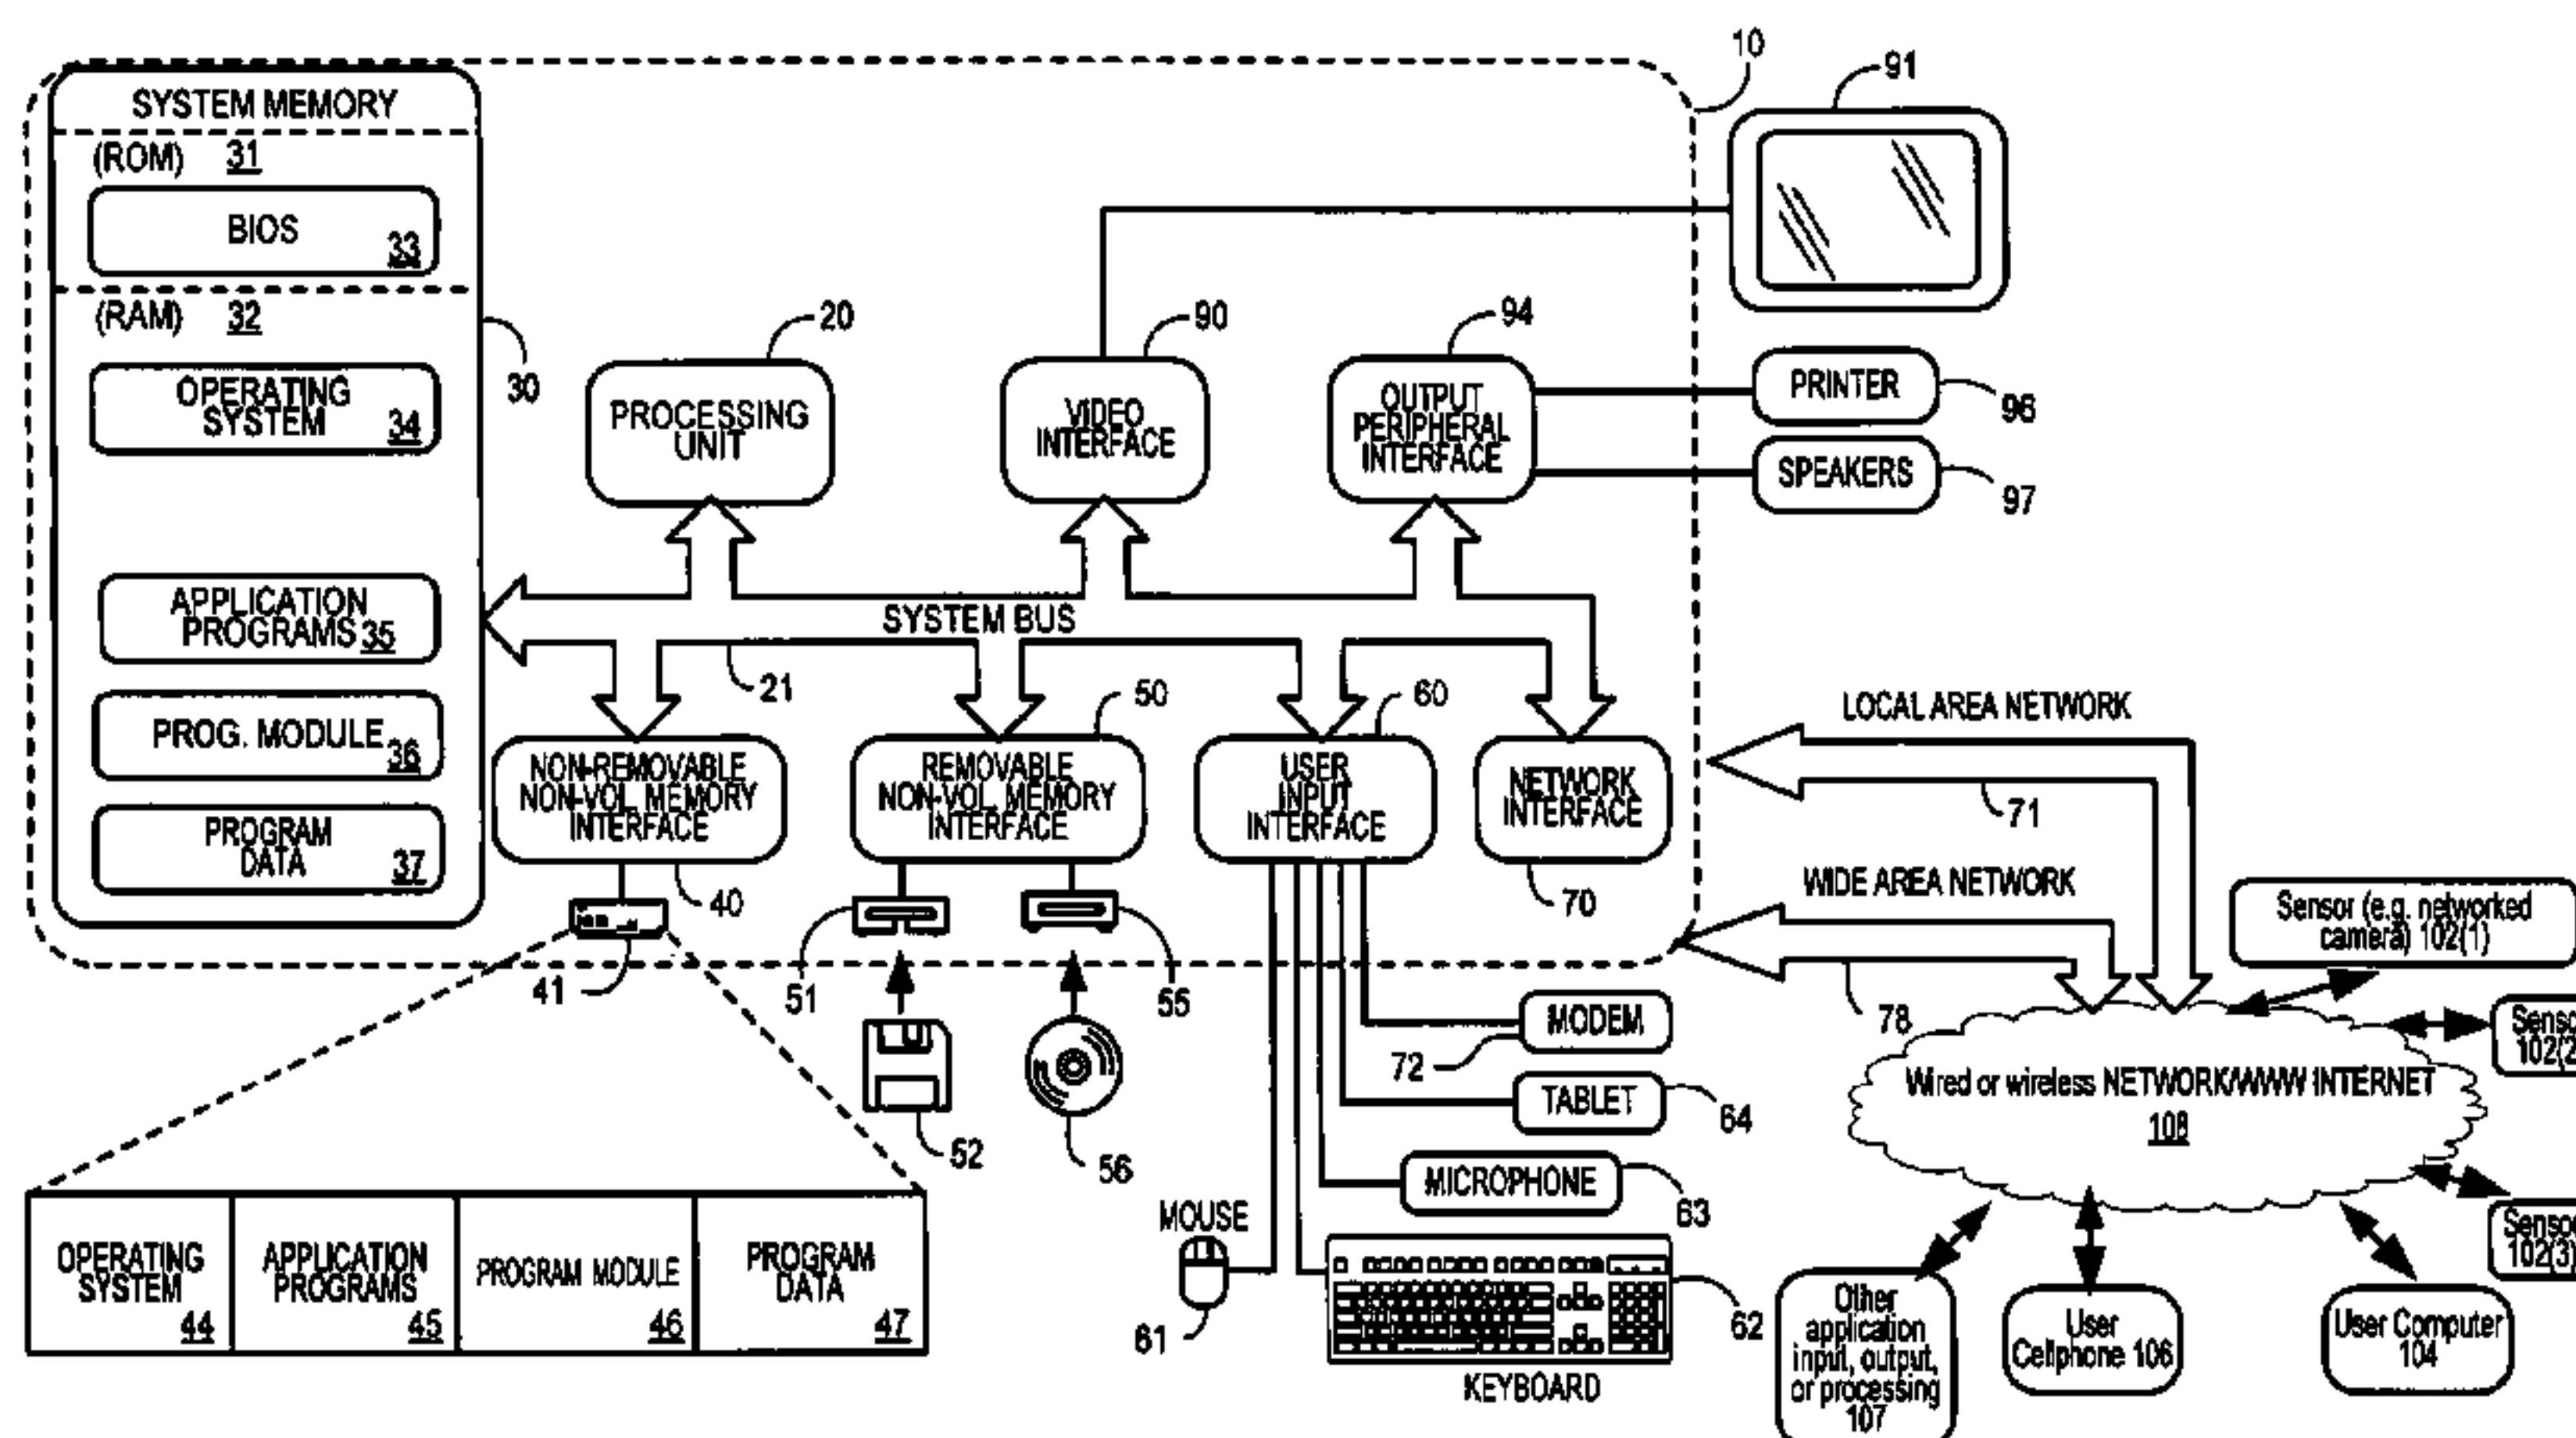 10
91
SYSTEM MEMORY
(ROM) 31
BIOS
33
(RAM) 32
30
OPERATING
SYSTEM 34
APPLICATION
PROGRAMS 35
PROG. MODULE 36
PROGRAM
DATA 37
20
PROCESSING
UNIT
90
VIDEO
INTERFACE
94
OUTPUT
PERIPHERAL
INTERFACE
PRINTER
96
SPEAKERS
97
SYSTEM BUS
21
NON-REMOVABLE
NON-VOL. MEMORY
INTERFACE
40
50
REMOVABLE
NON-VOL. MEMORY
INTERFACE
60
USER
INPUT
INTERFACE
NETWORK
INTERFACE
70
LOCAL AREA NETWORK
71
WIDE AREA NETWORK
78
41
51
55
52
56
MODEM
72
TABLET
64
MICROPHONE
63
MOUSE
61
62
KEYBOARD
OPERATING
SYSTEM
44
APPLICATION
PROGRAMS
45
PROGRAM MODULE
46
PROGRAM
DATA
47
Sensor (e.g. networked
camera) 102(1)
102(3)
Wired or wireless NETWORK/WWW INTERNET
108
Other
application
input, output,
or processing
107
User
Cellphone 106
User Computer
104